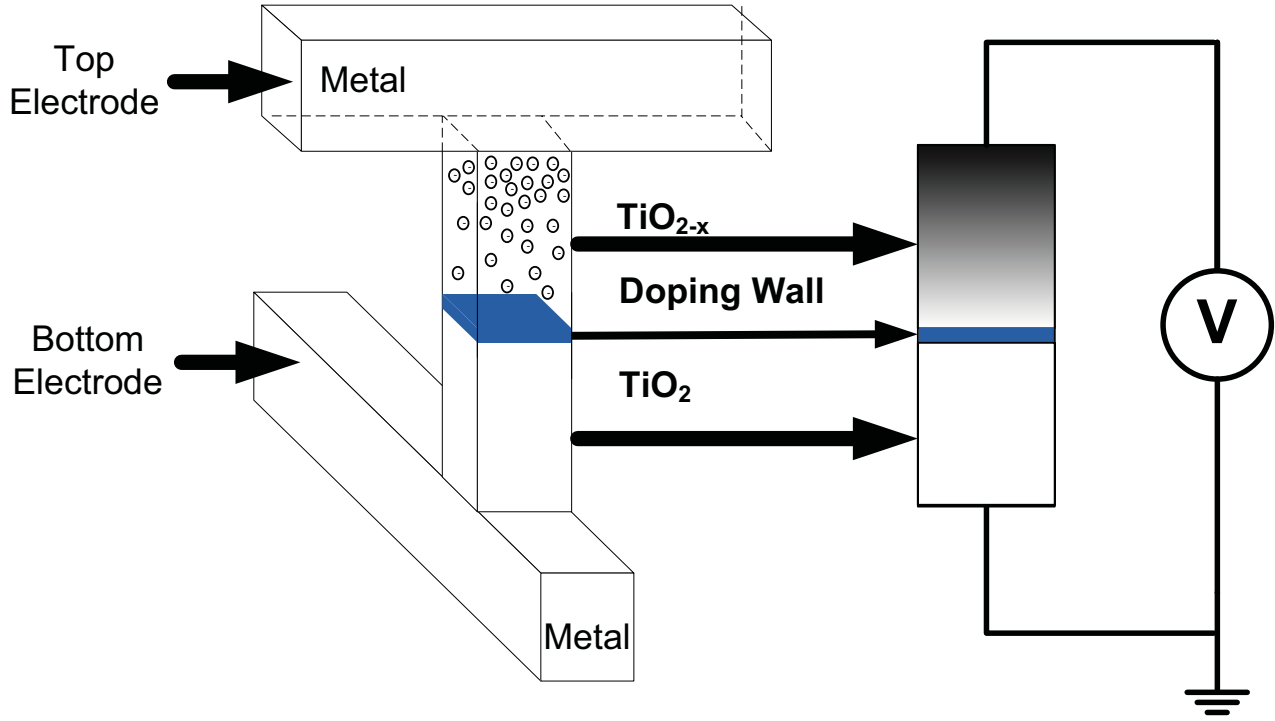 Top
Electrode
Metal
TiO2-x
Doping Wall
V
Bottom
Electrode
TiO2
Metal